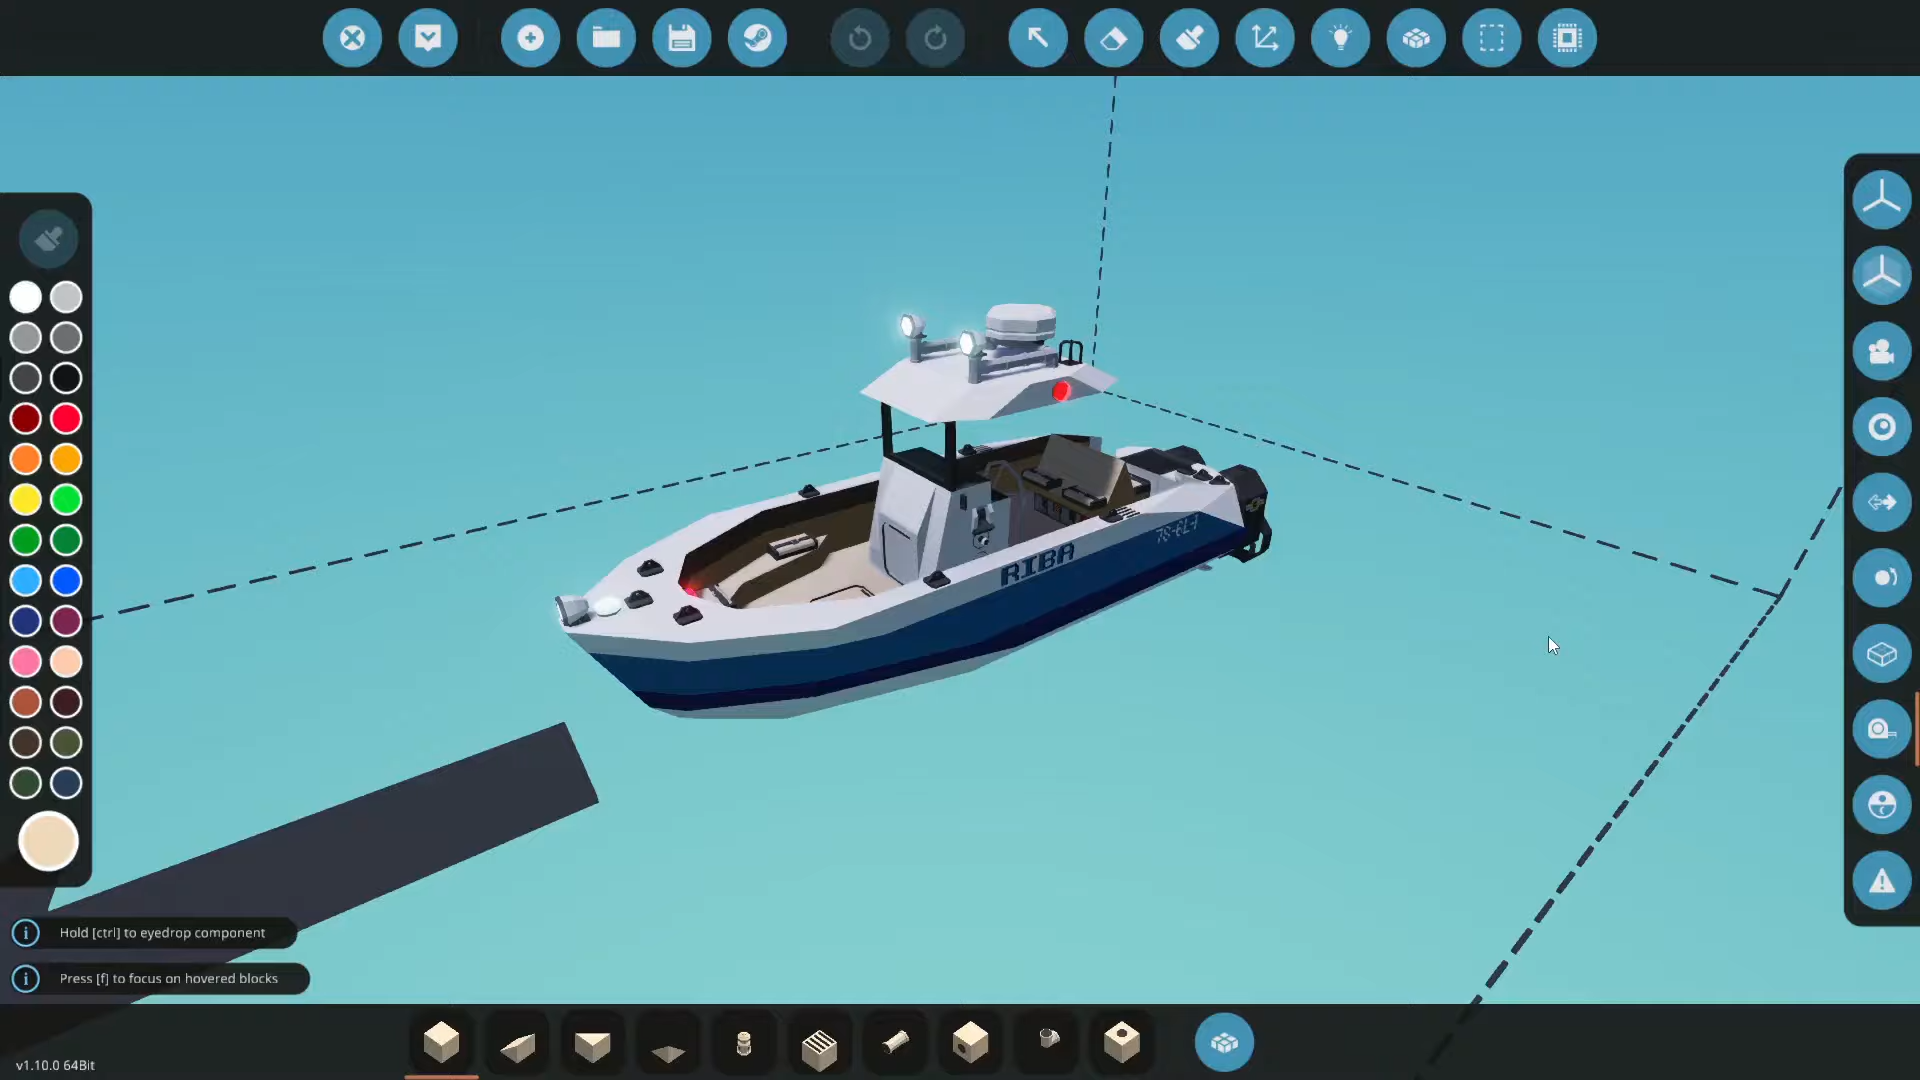 RIBA
Hold [ctrl] to eyedrop component
Press [f] to focus on hovered blocks
v1.10.0 64Bit